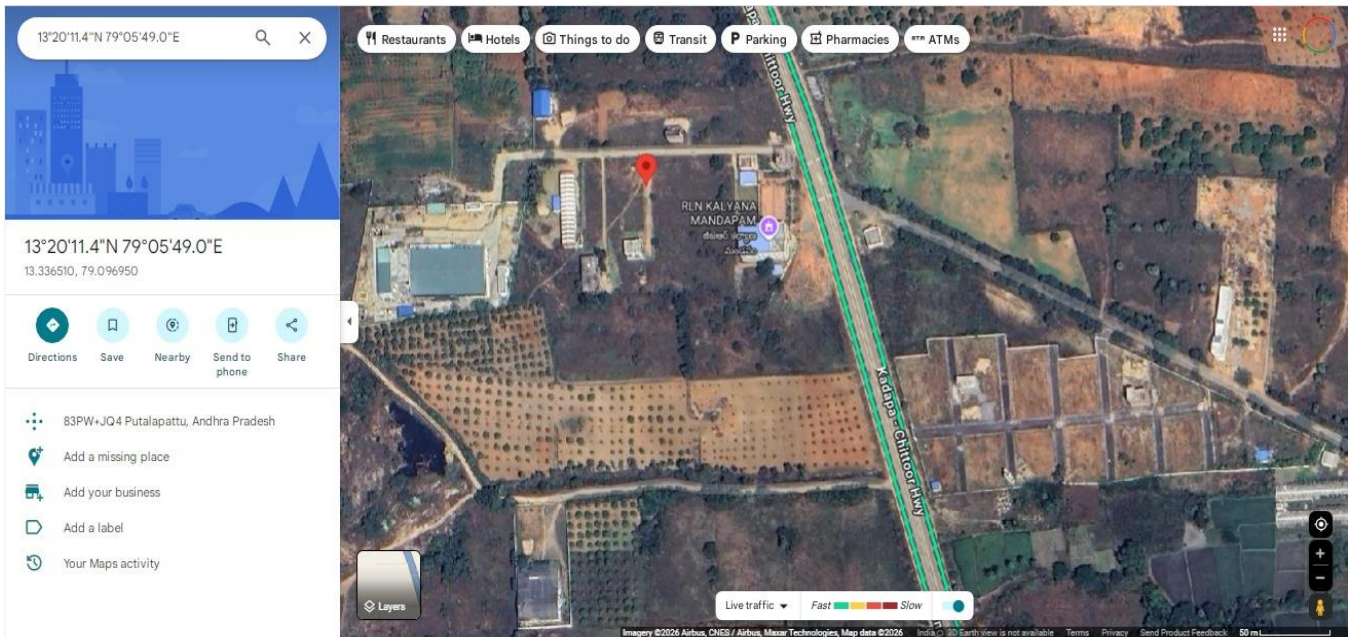 13°20'11.4"N 79°05'49.0"E
Restaurants
Hotels
Things to do
Transit
P Parking
Pharmacies
ATMs
13°20'11.4"N 79°05'49.0"E
13.336510, 79.096950
Directions
Save
Nearby
Send to
phone
Share
83PW+JQ4 Putalapattu, Andhra Pradesh
Add a missing place
Add your business
Add a label
Your Maps activity
Chittoor Hwy
RLN KALYANA
MANDAPAM
Kadapa - Chittoor Hwy
Layers
Live traffic
Fast
Slow
Imagery ©2026 Airbus, CNES / Airbus, Maxar Technologies, Map data ©2026
India
3D Earth view is not available
Terms
Privacy
Send Product Feedback
50 m